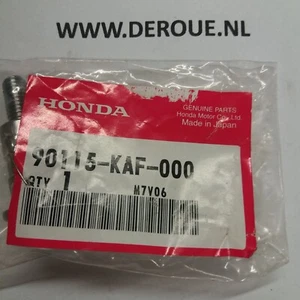 WWW.DEROUE.NL
HONDA
GENUINE PARTS
Honda Motor Co., Ltd.
Made in Japan
90115-KAF-000
QTY 1 M7V06